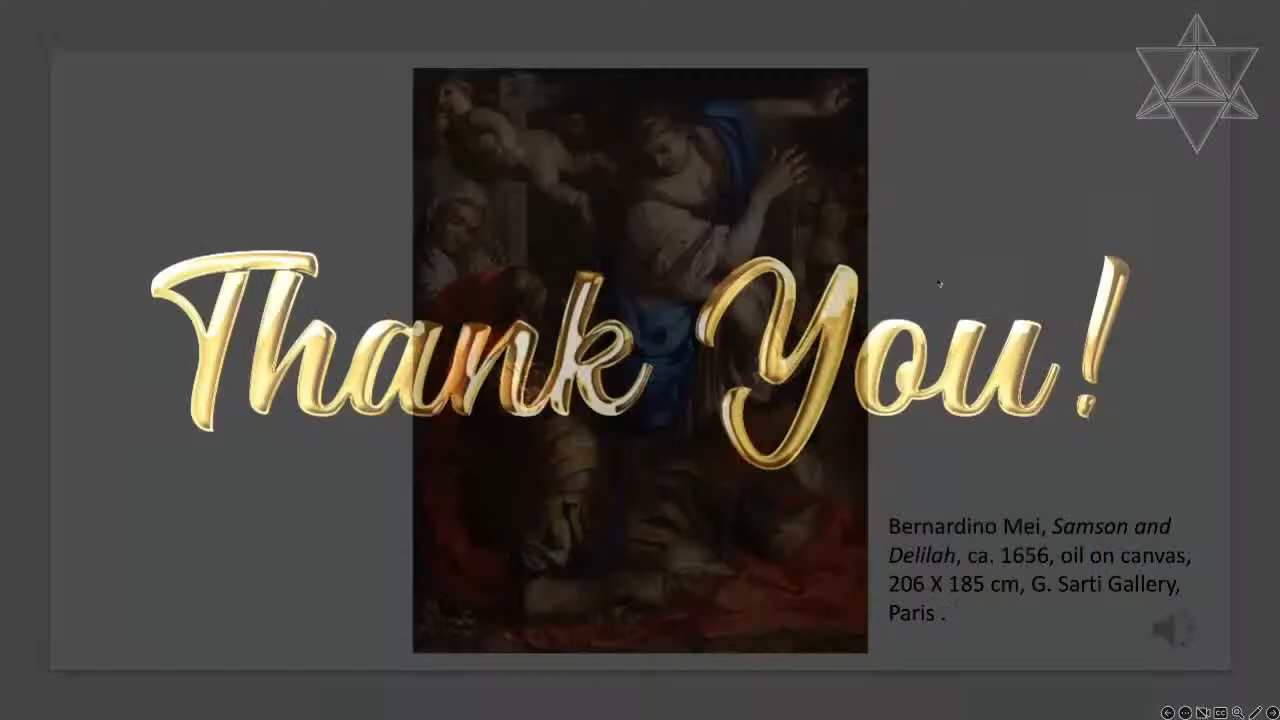 Thank You!
Bernardino Mei, Samson and
Delilah, ca. 1656, oil on canvas,
206 X 185 cm, G. Sarti Gallery,
Paris .